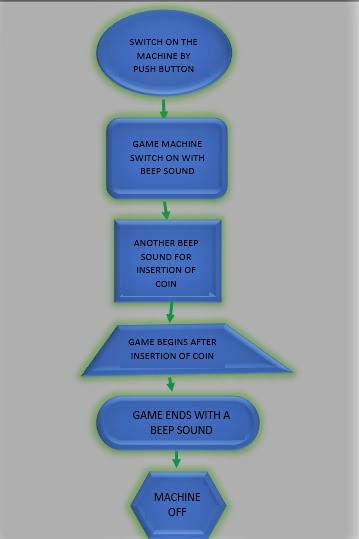 SWITCH ON THE
MACHINE BY
PUSH BUTTON
GAME MACHINE
SWITCH ON WITH
BEEP SOUND
ANOTHER BEEP
SOUND FOR
INSERTION OF
COIN
GAME BEGINS AFTER
INSERTION OF COIN
GAME ENDS WITH A
BEEP SOUND
MACHINE
OFF